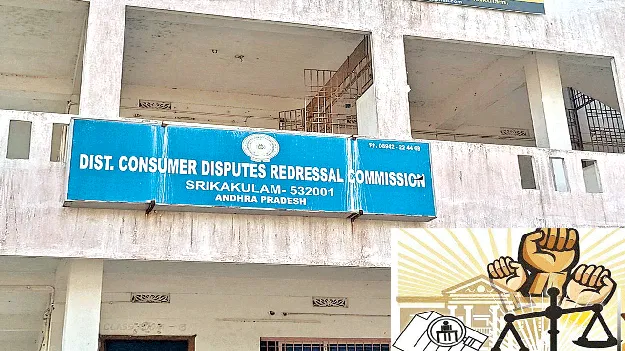 DIST. CONSUMER DISPUTES REDRESSAL COMMISSION
SRIKAKULAM- 532001
ANDHRA PRADESH